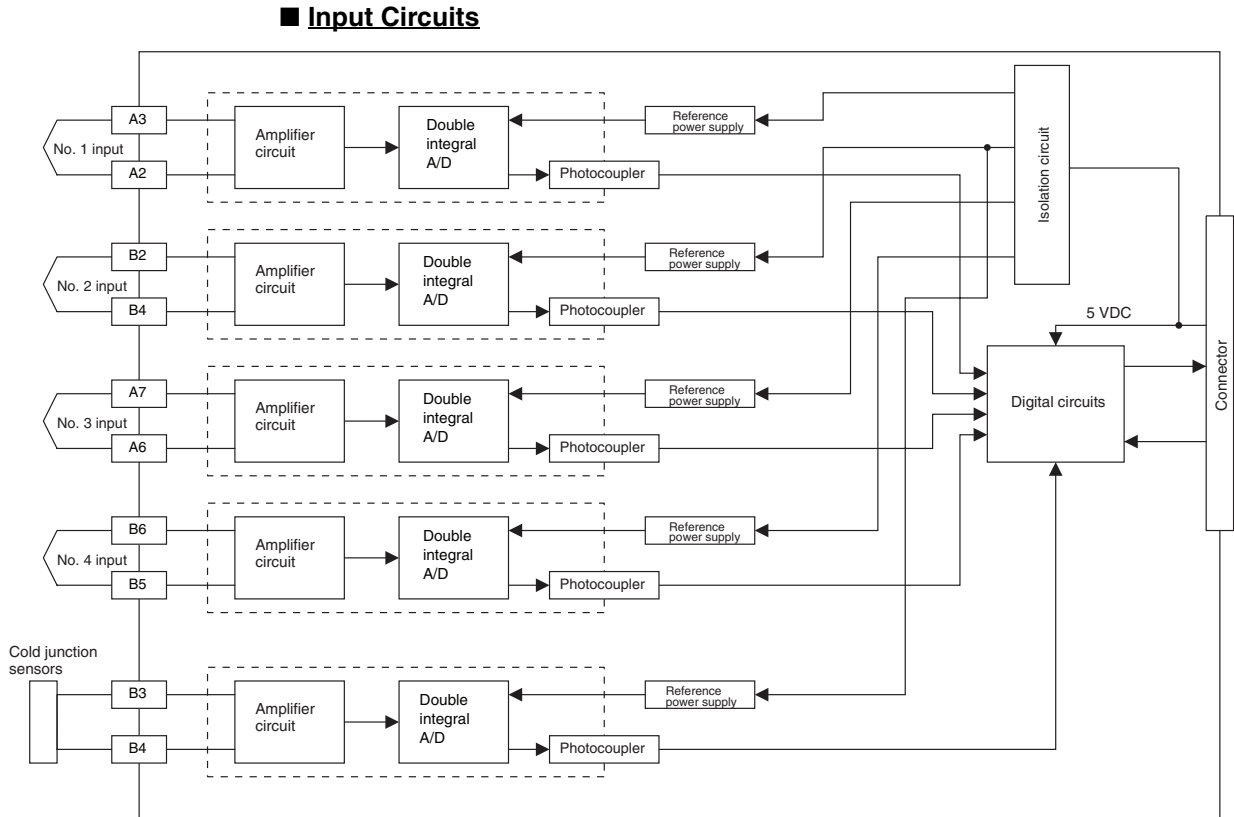 ■ Input Circuits
A3
A2
No. 1 input
Amplifier
circuit
Double
integral
A/D
Reference
power supply
Photocoupler
Isolation circuit
B2
B4
No. 2 input
Amplifier
circuit
Double
integral
A/D
Reference
power supply
Photocoupler
5 VDC
Connector
A7
A6
No. 3 input
Amplifier
circuit
Double
integral
A/D
Reference
power supply
Photocoupler
Digital circuits
B6
B5
No. 4 input
Amplifier
circuit
Double
integral
A/D
Reference
power supply
Photocoupler
Cold junction
sensors
B3
B4
Amplifier
circuit
Double
integral
A/D
Reference
power supply
Photocoupler